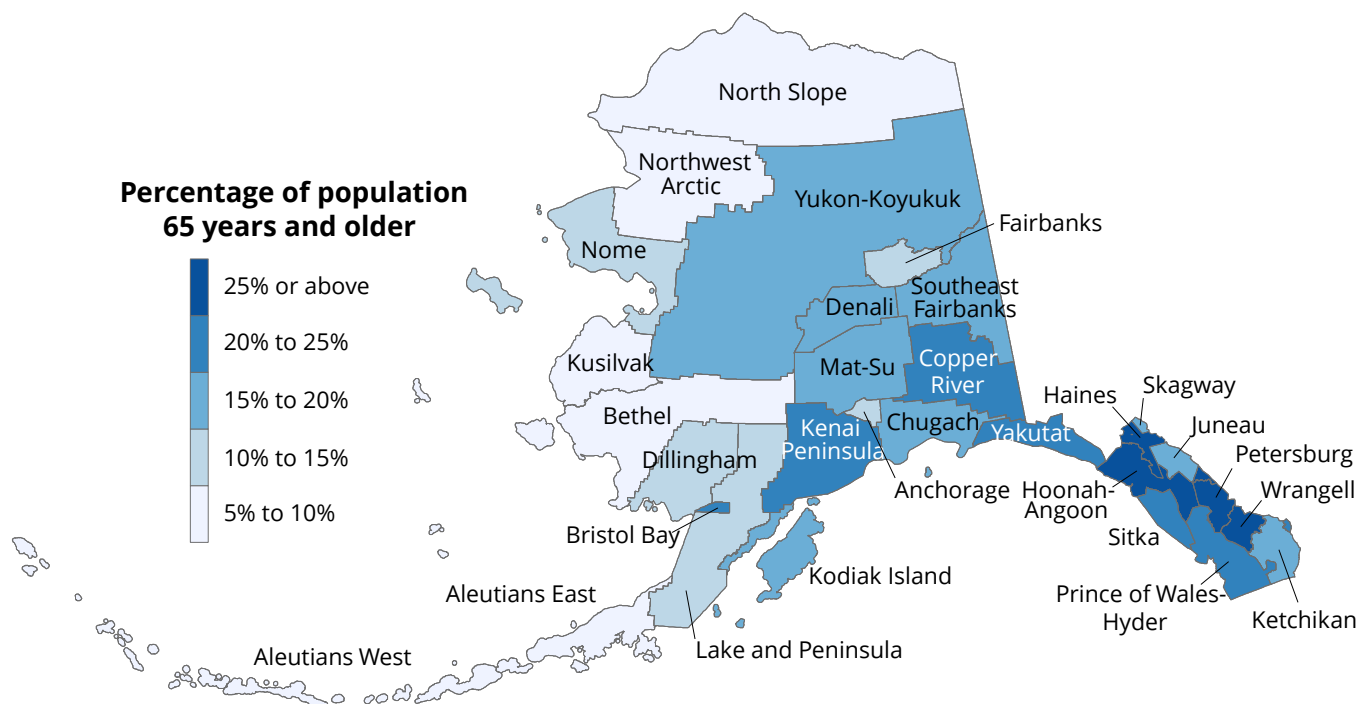 North Slope
Northwest
Arctic
Percentage of population
65 years and older
Yukon-Koyukuk
Fairbanks
Nome
25% or above
20% to 25%
15% to 20%
10% to 15%
5% to 10%
Southeast
Fairbanks
Denali
Kusilvak
Mat-Su
Copper
River
Bethel
Kenai
Peninsula
Chugach
Yakutat
Haines
Skagway
Juneau
Petersburg
Wrangell
Dillingham
Anchorage
Hoonah-
Angoon
Bristol Bay
Sitka
Kodiak Island
Aleutians East
Prince of Wales-
Hyder
Ketchikan
Lake and Peninsula
Aleutians West